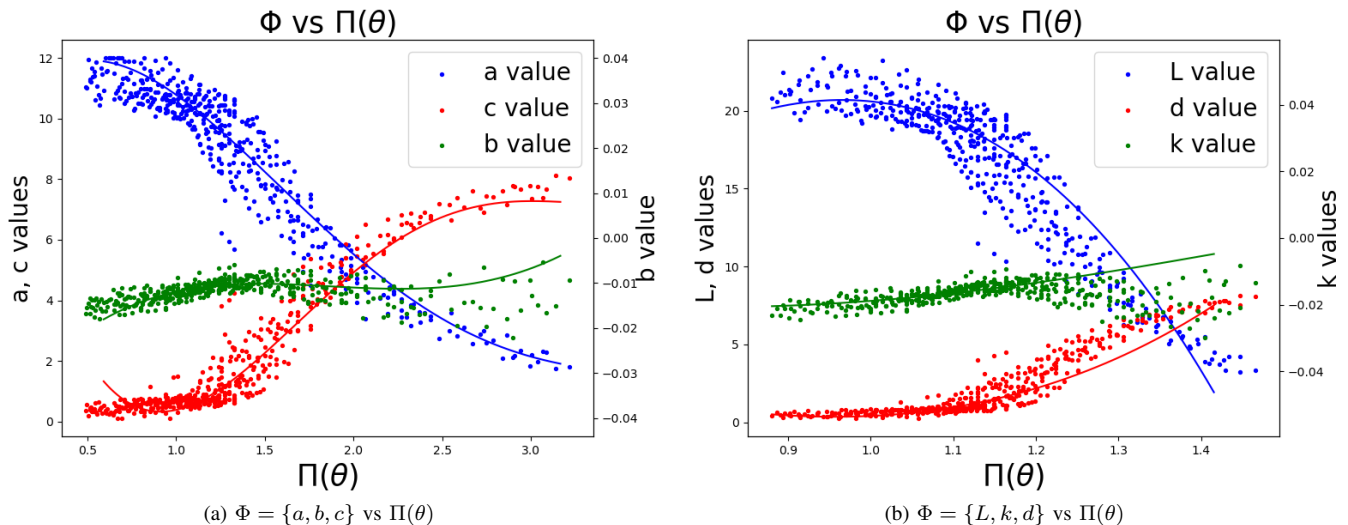 Φ vs Π(θ)
12
10
8
6
4
2
0
a, c values
0.04
0.03
0.02
0.01
0.00
−0.01
−0.02
−0.03
−0.04
b value
a value
c value
b value
0.5 1.0 1.5 2.0 2.5 3.0
Π(θ)
(a) Φ = {a, b, c} vs Π(θ)
Φ vs Π(θ)
20
15
10
5
0
L, d values
0.04
0.02
0.00
−0.02
−0.04
k values
L value
d value
k value
0.9 1.0 1.1 1.2 1.3 1.4
Π(θ)
(b) Φ = {L, k, d} vs Π(θ)